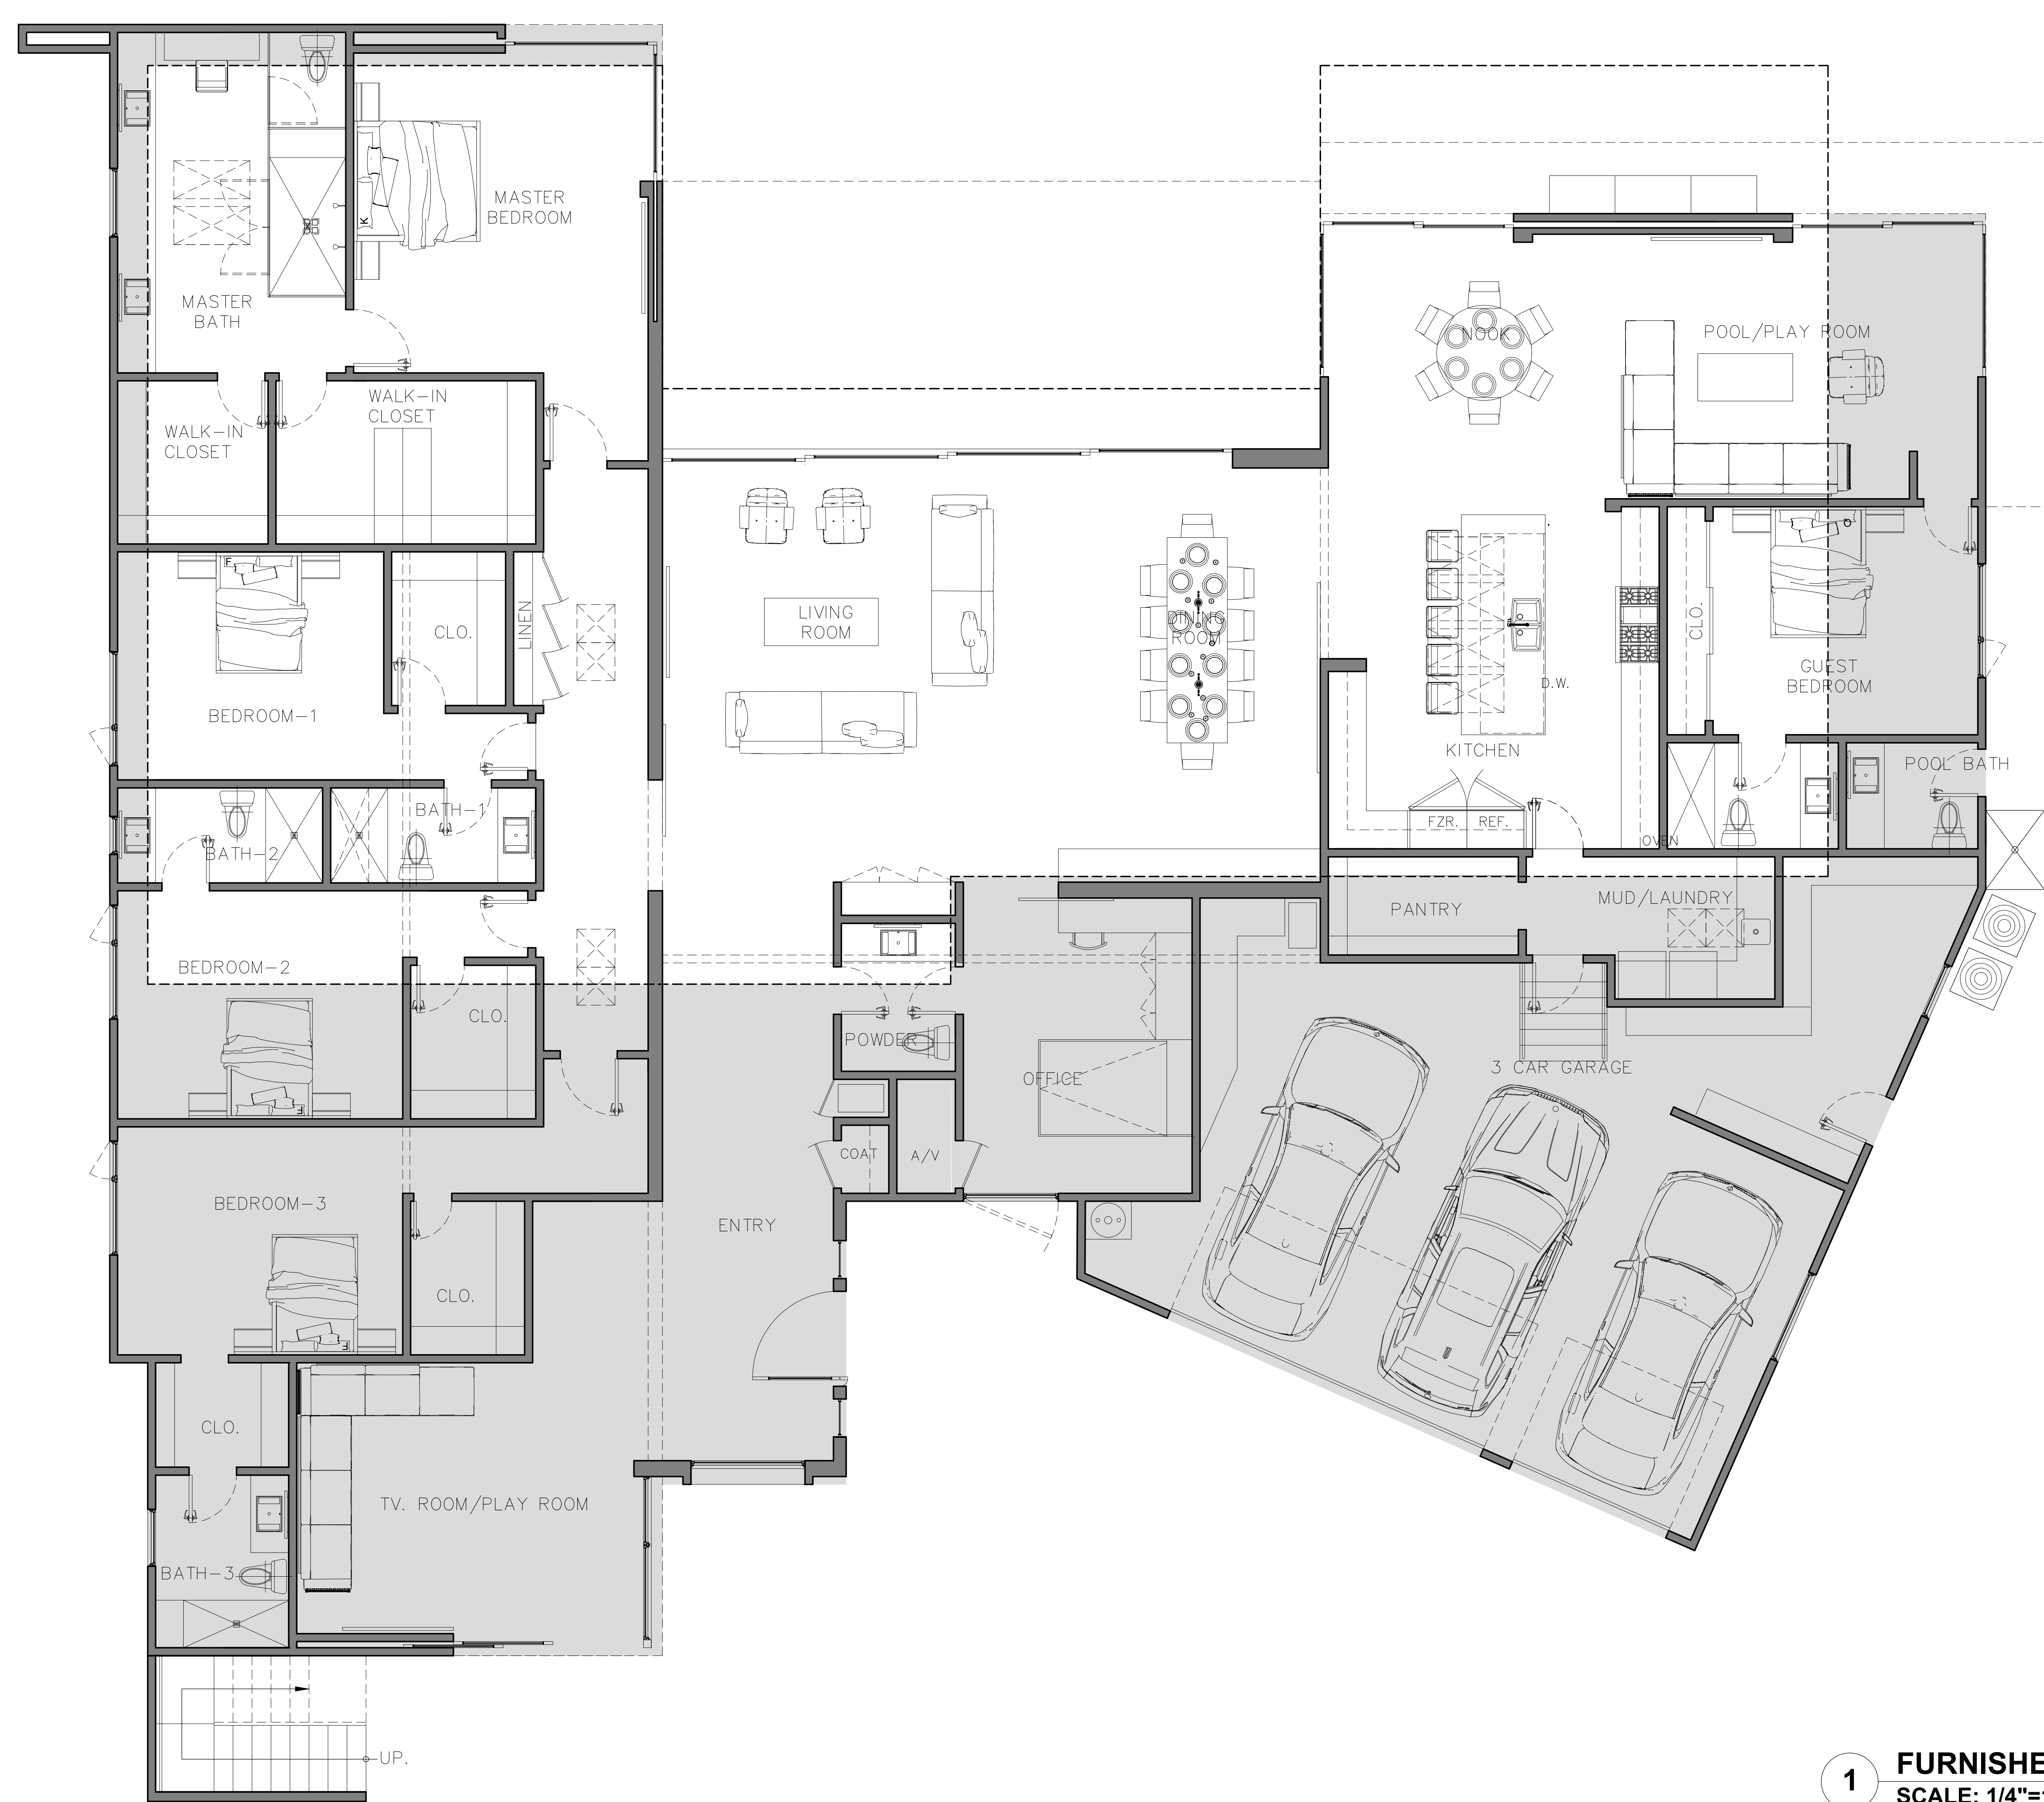 MASTER
BEDROOM
MASTER
BATH
WALK-IN
CLOSET
WALK-IN
CLOSET
NOOK
POOL/PLAY ROOM
LIVING
ROOM
DINING
ROOM
CLO.
LINEN
BEDROOM-1
CLO.
GUEST
BEDROOM
D.W.
KITCHEN
POOL BATH
BATH-1
FZR.
REF.
OVEN
BATH-2
PANTRY
MUD/LAUNDRY
BEDROOM-2
CLO.
POWDER
OFFICE
3 CAR GARAGE
COAT
A/V
BEDROOM-3
ENTRY
CLO.
CLO.
TV. ROOM/PLAY ROOM
BATH-3
UP.
K
F
F
F
Q
1
FURNISHE
SCALE: 1/4"=